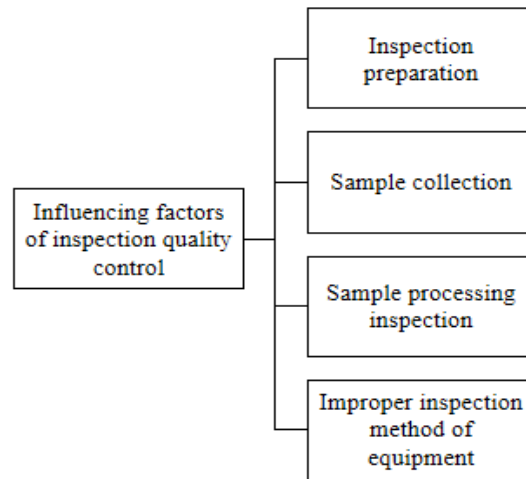 Inspection
preparation
Sample collection
Influencing factors
of inspection quality
control
Sample processing
inspection
Improper inspection
method of
equipment